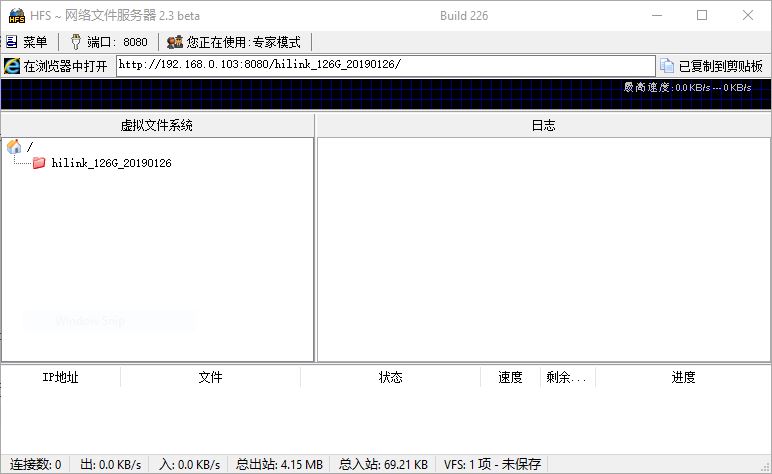 HFS ~ 网络文件服务器 2.3 beta Build 226
菜单 端口: 8080 您正在使用:专家模式
在浏览器中打开 http://192.168.0.103:8080/hilink_126G_20190126/ 已复制到剪贴板
最高速度:0.0 KB/s --- 0 KB/s
虚拟文件系统 日志
/
hilink_126G_20190126
Window Snip
IP地址 文件 状态 速度 剩余... 进度
连接数: 0 出: 0.0 KB/s 入: 0.0 KB/s 总出站: 4.15 MB 总入站: 69.21 KB VFS: 1 项 - 未保存